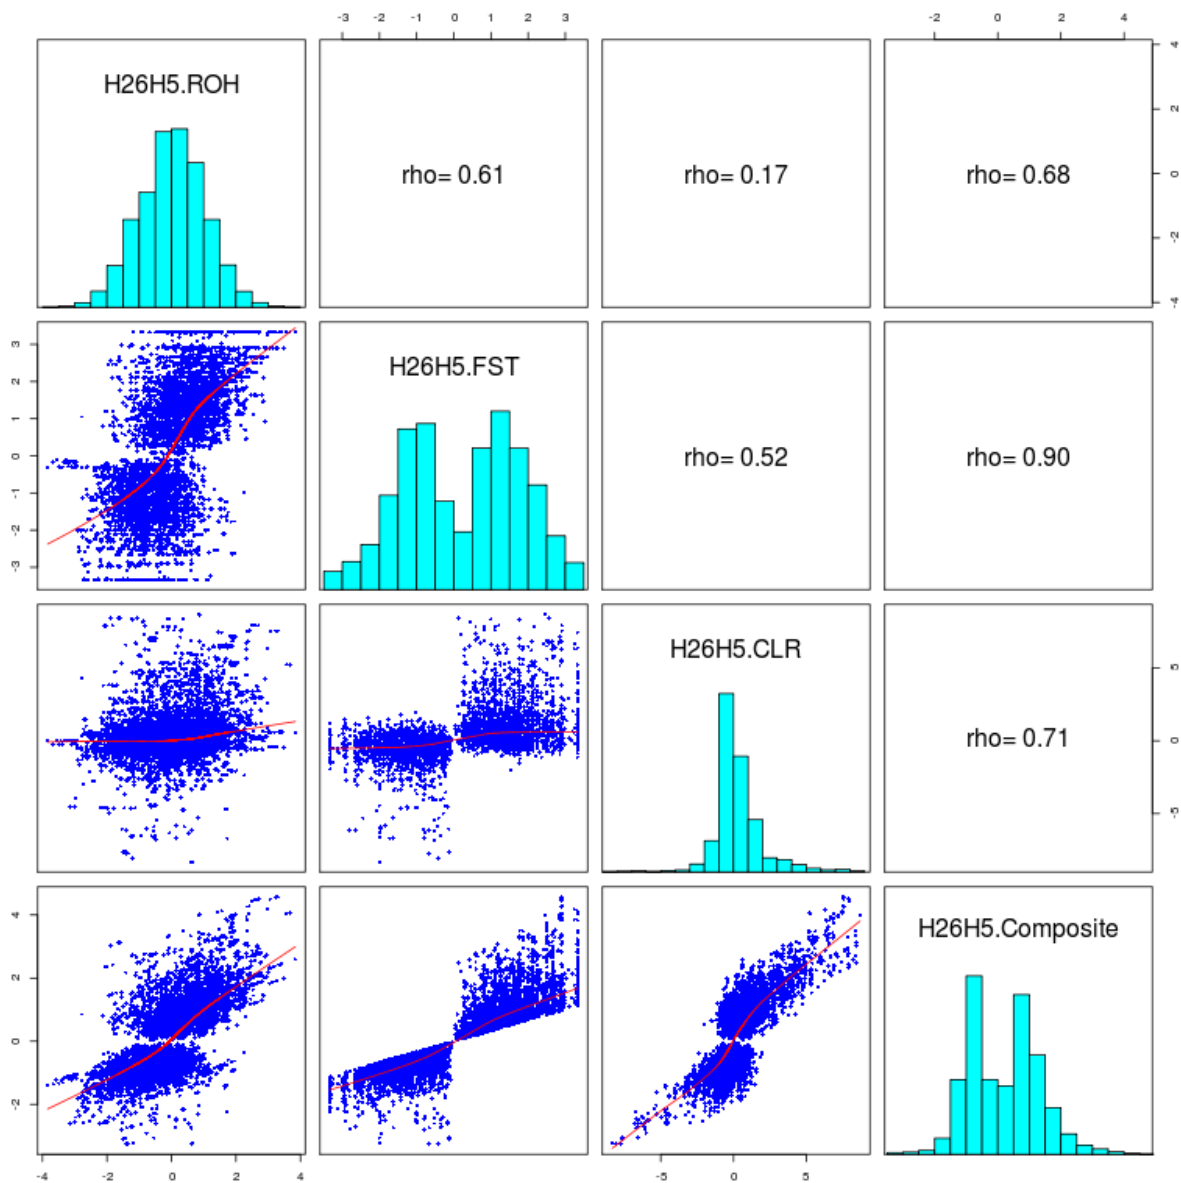 -3 -2 -1 0 1 2 3
-2 0 2 4
H26H5.ROH
rho= 0.61
rho= 0.17
rho= 0.68
4
2
0
-2
-4
3
2
1
0
-1
-2
-3
H26H5.FST
rho= 0.52
rho= 0.90
H26H5.CLR
rho= 0.71
5
0
-5
4
2
0
-2
H26H5.Composite
-4 -2 0 2 4
-5 0 5